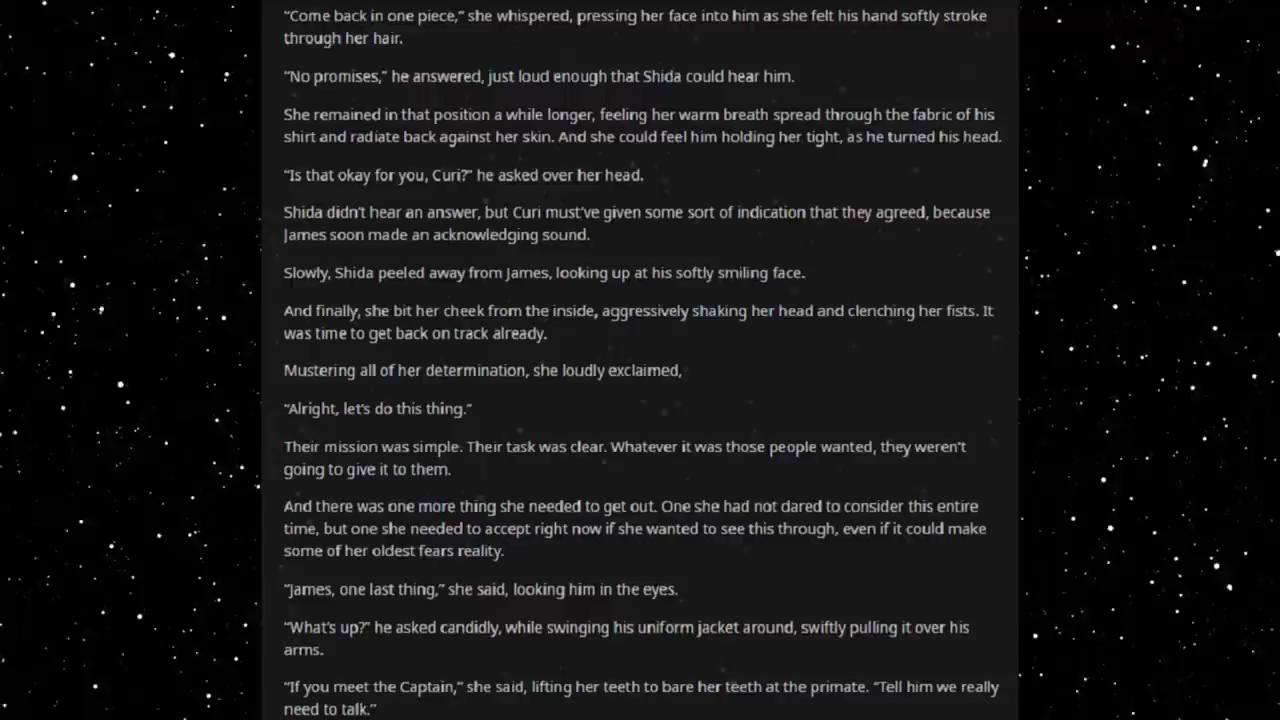 “Come back in one piece,” she whispered, pressing her face into him as she felt his hand softly stroke
through her hair.
“No promises,” he answered, just loud enough that Shida could hear him.
She remained in that position a while longer, feeling her warm breath spread through the fabric of his
shirt and radiate back against her skin. And she could feel him holding her tight, as he turned his head.
“Is that okay for you, Curi?” he asked over her head.
Shida didn’t hear an answer, but Curi must’ve given some sort of indication that they agreed, because
James soon made an acknowledging sound.
Slowly, Shida peeled away from James, looking up at his softly smiling face.
And finally, she bit her cheek from the inside, aggressively shaking her head and clenching her fists. It
was time to get back on track already.
Mustering all of her determination, she loudly exclaimed,
“Alright, let’s do this thing.”
Their mission was simple. Their task was clear. Whatever it was those people wanted, they weren’t
going to give it to them.
And there was one more thing she needed to get out. One she had not dared to consider this entire
time, but one she needed to accept right now if she wanted to see this through, even if it could make
some of her oldest fears reality.
“James, one last thing,” she said, looking him in the eyes.
“What’s up?” he asked candidly, while swinging his uniform jacket around, swiftly pulling it over his
arms.
“If you meet the Captain,” she said, lifting her teeth to bare her teeth at the primate. “Tell him we really
need to talk.”